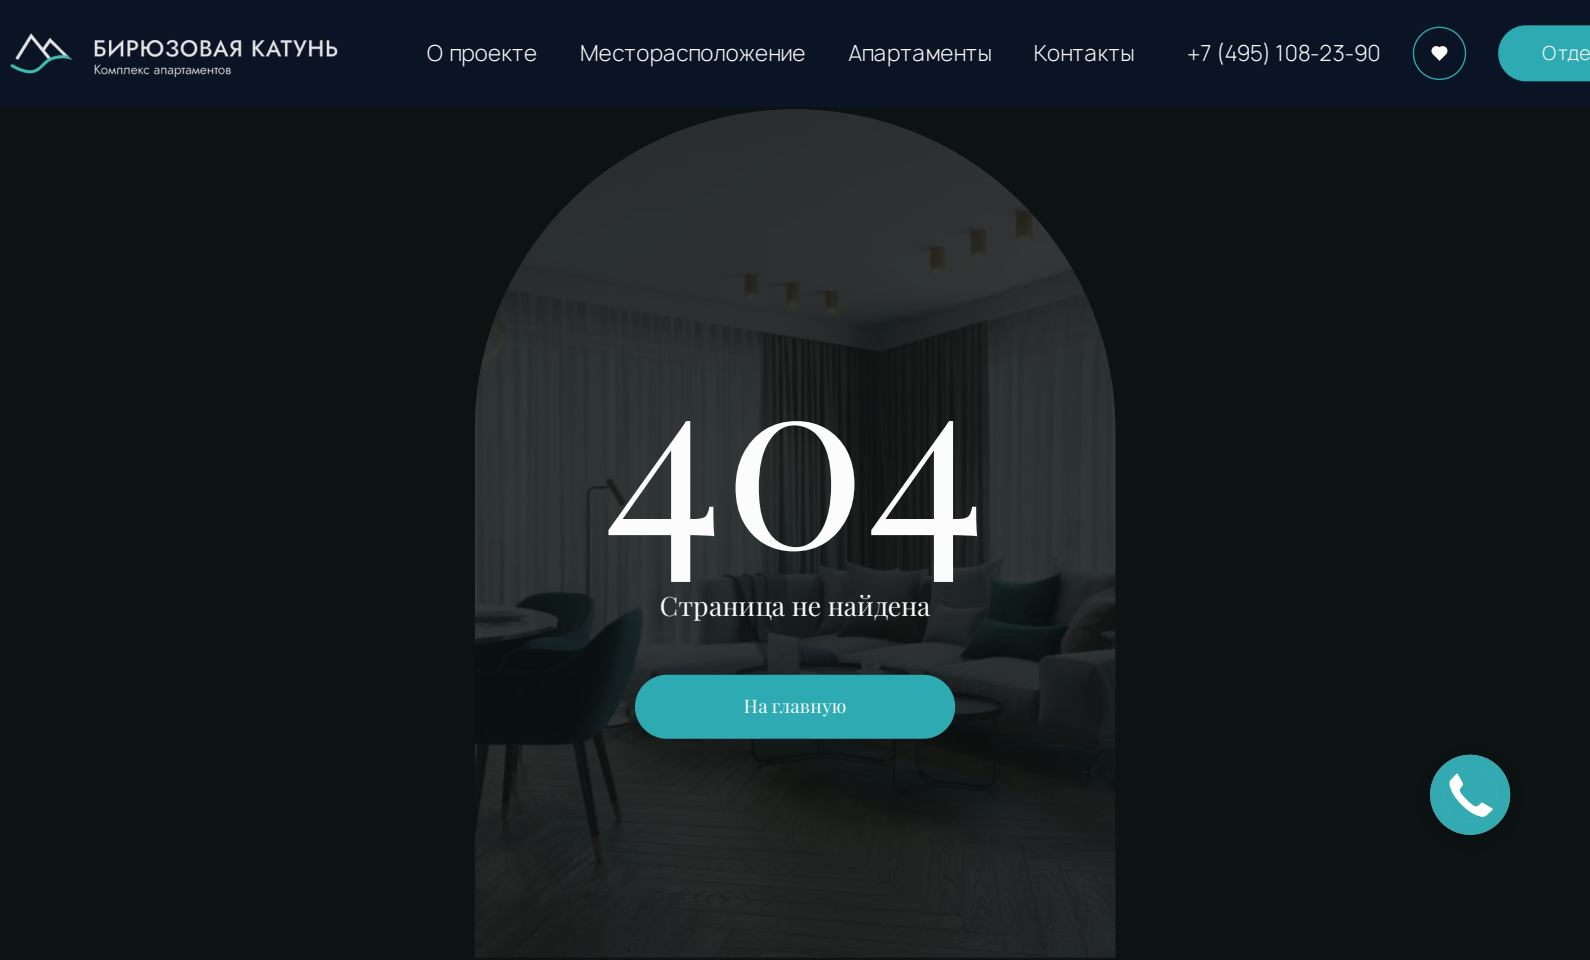 БИРЮЗОВАЯ КАТУНЬ
Комплекс апартаментов
О проекте
Месторасположение
Апартаменты
Контакты
+7 (495) 108-23-90
404
Страница не найдена
На главную